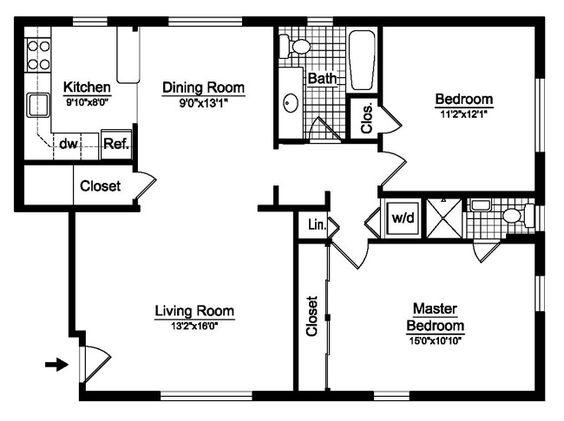 Kitchen
9'10"x8'0"
dw
Ref.
Closet
Dining Room
9'0"x13'1"
Bath
Clos.
Bedroom
11'2"x12'1"
Lin.
w/d
Living Room
13'2"x16'0"
Closet
Master
Bedroom
15'0"x10'10"